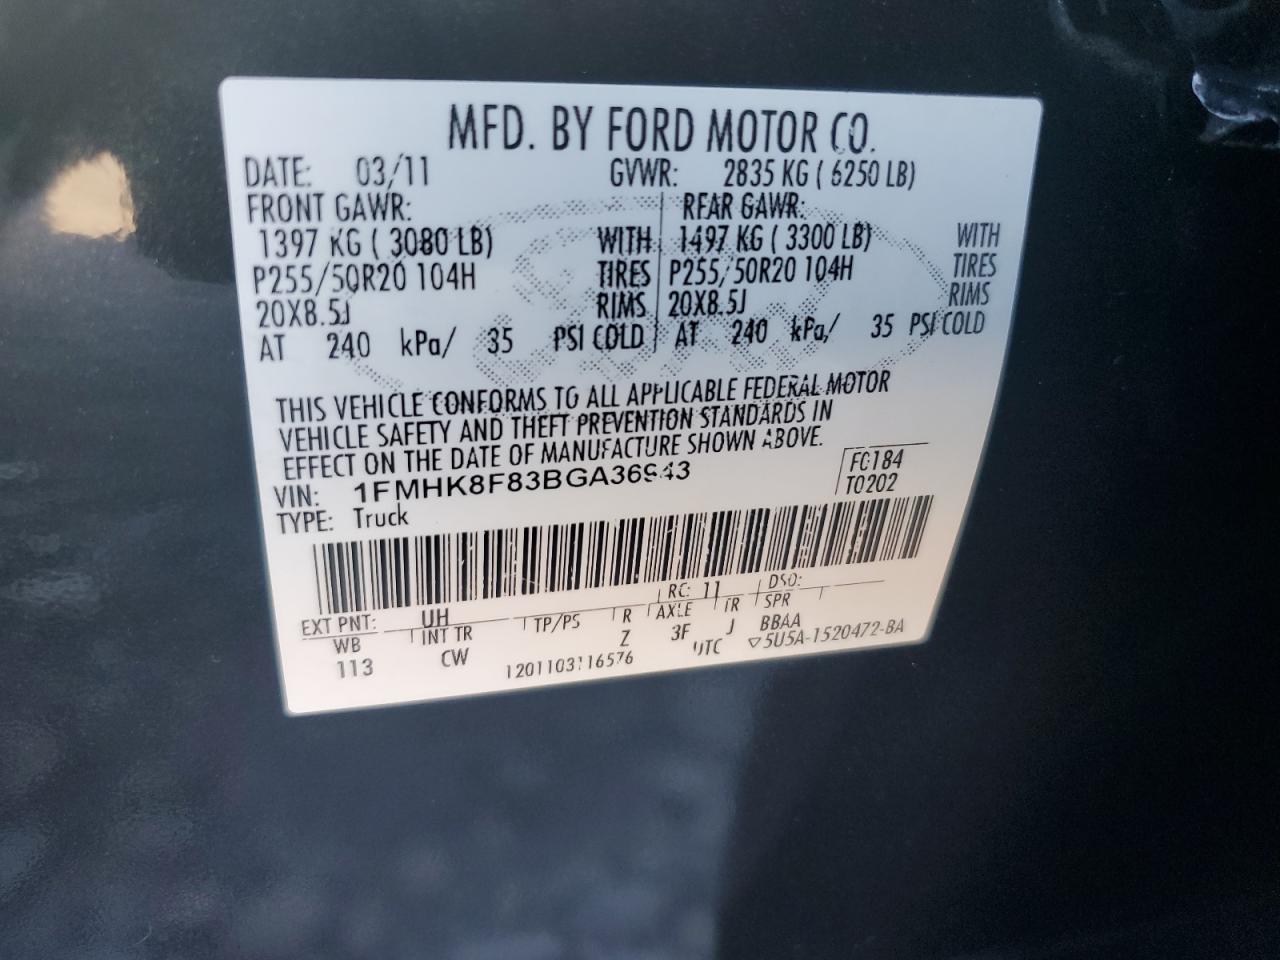 MFD. BY FORD MOTOR CO.
DATE: 03/11 GVWR: 2835 KG ( 6250 LB)
FRONT GAWR: REAR GAWR:
1397 KG ( 3080 LB) WITH 1497 KG ( 3300 LB) WITH
P255/50R20 104H TIRES P255/50R20 104H TIRES
20X8.5J RIMS 20X8.5J RIMS
AT 240 kPa/ 35 PSI COLD AT 240 kPa/ 35 PSI COLD
THIS VEHICLE CONFORMS TO ALL APPLICABLE FEDERAL MOTOR
VEHICLE SAFETY AND THEFT PREVENTION STANDARDS IN
EFFECT ON THE DATE OF MANUFACTURE SHOWN ABOVE.
VIN: 1FMHK8F83BGA36943
TYPE: Truck
FC184
T0202
EXT PNT: UH RC: 11 DSO:
WB INT TR TP/PS R AXLE TR SPR
113 CW Z 3F J BBAA
1201103116576 UTC ▽5U5A-1520472-BA